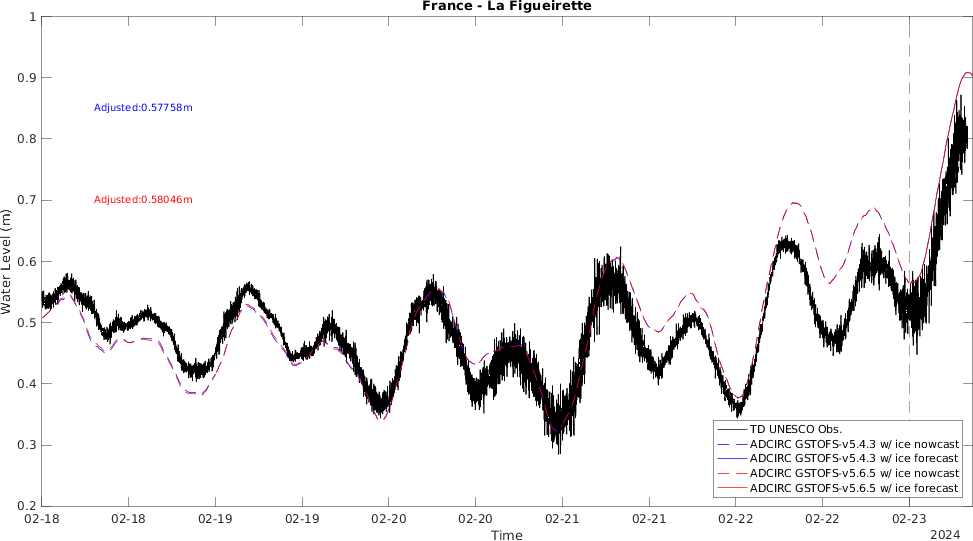 France - La Figueirette
1
0.9
0.8
0.7
0.6
0.5
0.4
0.3
0.2
Water Level (m)
Adjusted:0.57758m
Adjusted:0.58046m
TD UNESCO Obs.
ADCIRC GSTOFS-v5.4.3 w/ ice nowcast
ADCIRC GSTOFS-v5.4.3 w/ ice forecast
ADCIRC GSTOFS-v5.6.5 w/ ice nowcast
ADCIRC GSTOFS-v5.6.5 w/ ice forecast
02-18 02-18 02-19 02-19 02-20 02-20 02-21 02-21 02-22 02-22 02-23
Time
2024